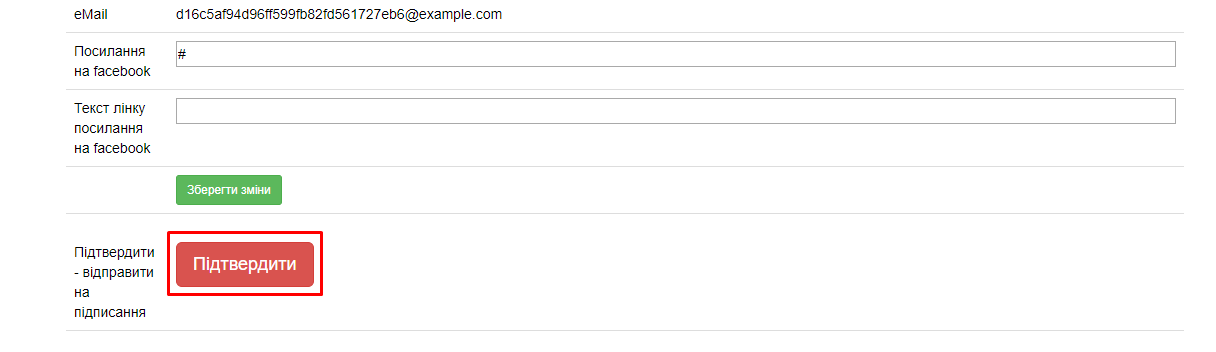 eMail d16c5af94d96ff599fb82fd561727eb6@example.com
Посилання
на facebook
#
Текст лінку
посилання
на facebook
Зберегти зміни
Підтвердити
- відправити
на
підписання
Підтвердити